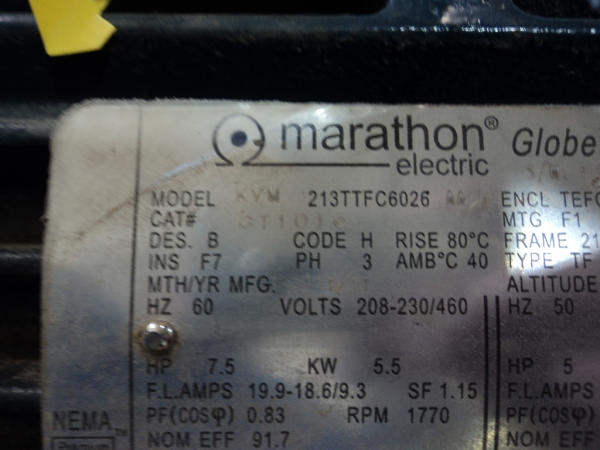 marathon® Globe
electric
MODEL KVM 213TTFC6026 ENCL TEFC
CAT# MTG F1
DES. B CODE H RISE 80°C FRAME 21
INS F7 PH 3 AMB°C 40 TYPE TF
MTH/YR MFG. ALTITUDE
HZ 60 VOLTS 208-230/460 HZ 50
HP 7.5 KW 5.5 HP 5
F.L.AMPS 19.9-18.6/9.3 SF 1.15 F.L.AMPS
NEMA™ PF(COSφ) 0.83 RPM 1770 PF(COSφ)
Premium NOM EFF 91.7 NOM EFF